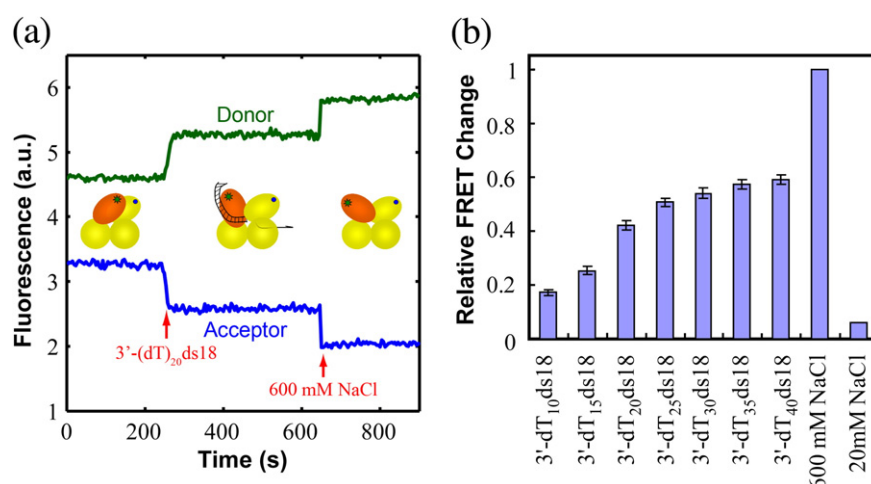 (a)
6
5
4
3
2
1
Fluorescence (a.u.)
Donor
Acceptor
3'-(dT)20ds18
600 mM NaCl
0
200
400
600
800
Time (s)
(b)
1
0.8
0.6
0.4
0.2
0
Relative FRET Change
3'-dT10ds18
3'-dT15ds18
3'-dT20ds18
3'-dT25ds18
3'-dT30ds18
3'-dT35ds18
3'-dT40ds18
600 mM NaCl
20mM NaCl